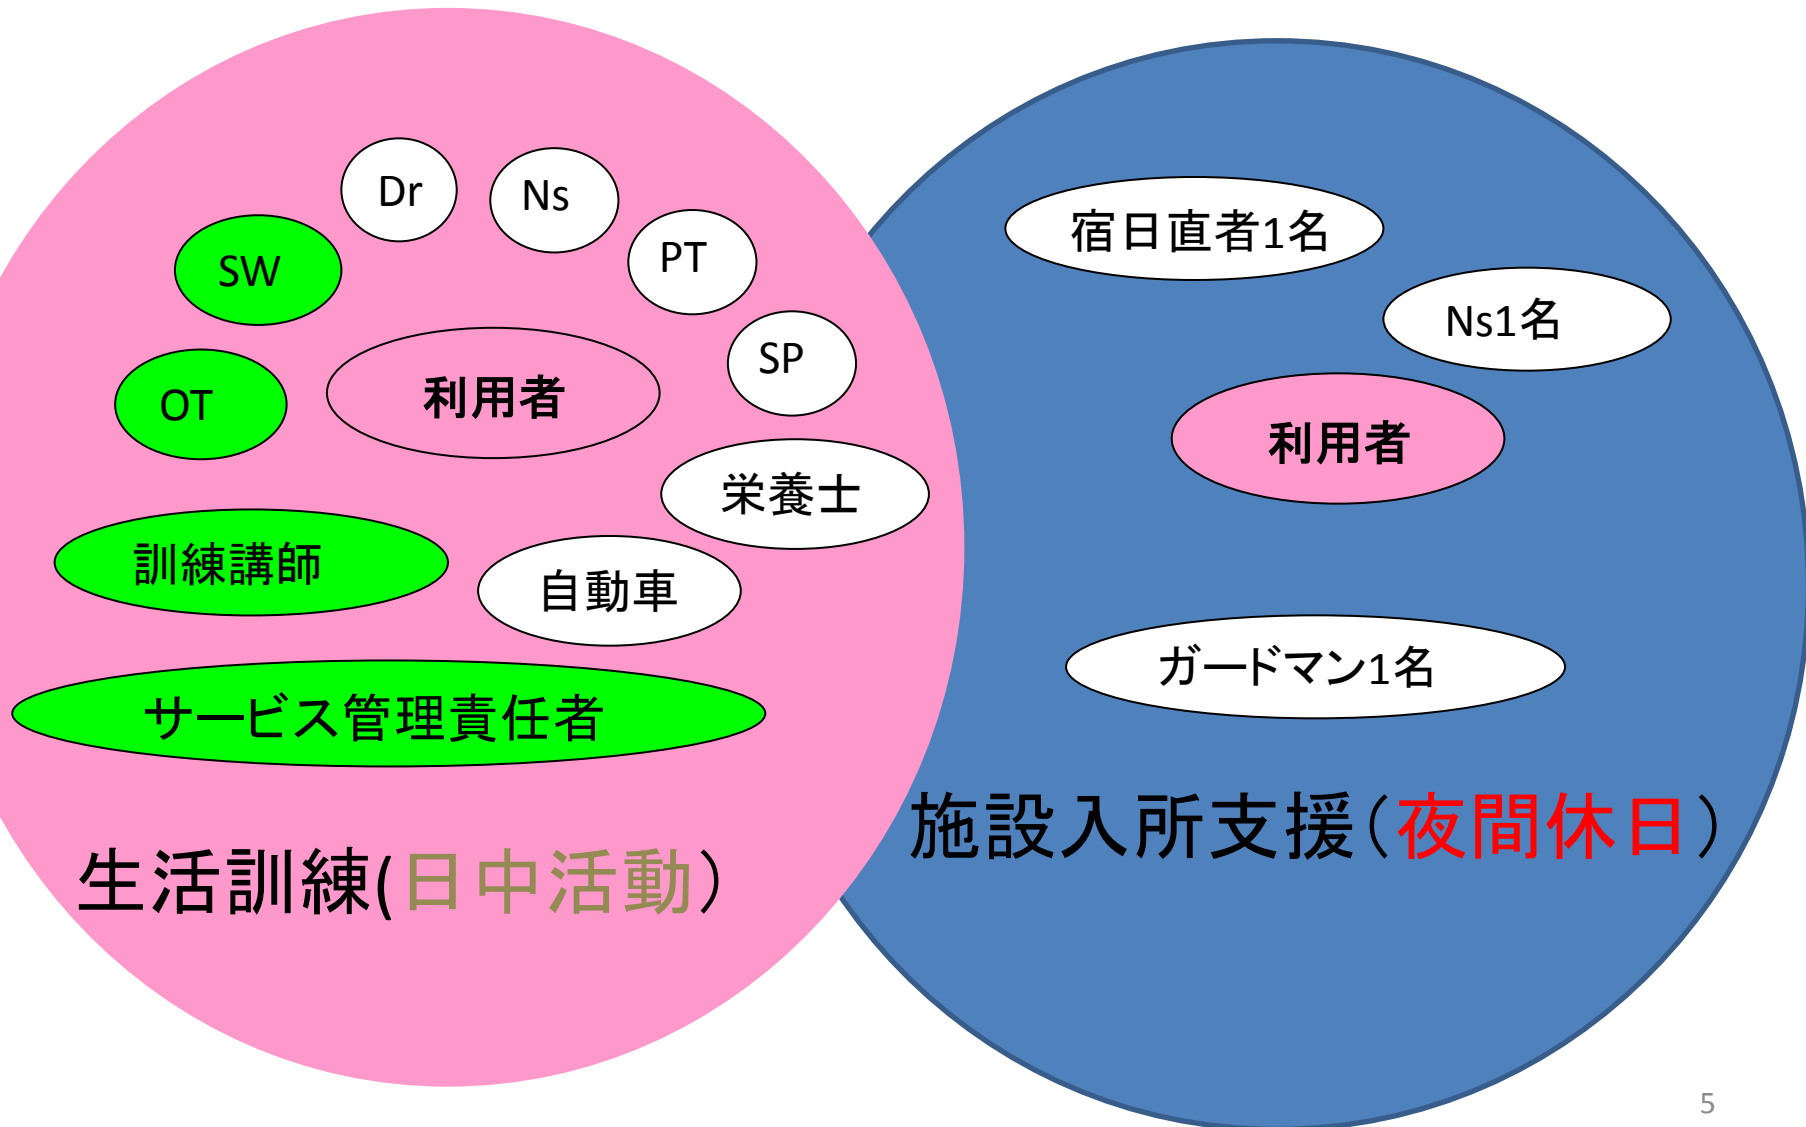 Dr
Ns
SW
PT
SP
OT
利用者
栄養士
訓練講師
自動車
サービス管理責任者
生活訓練(日中活動）
宿日直者1名
Ns1名
利用者
ガードマン1名
施設入所支援（夜間休日）
5